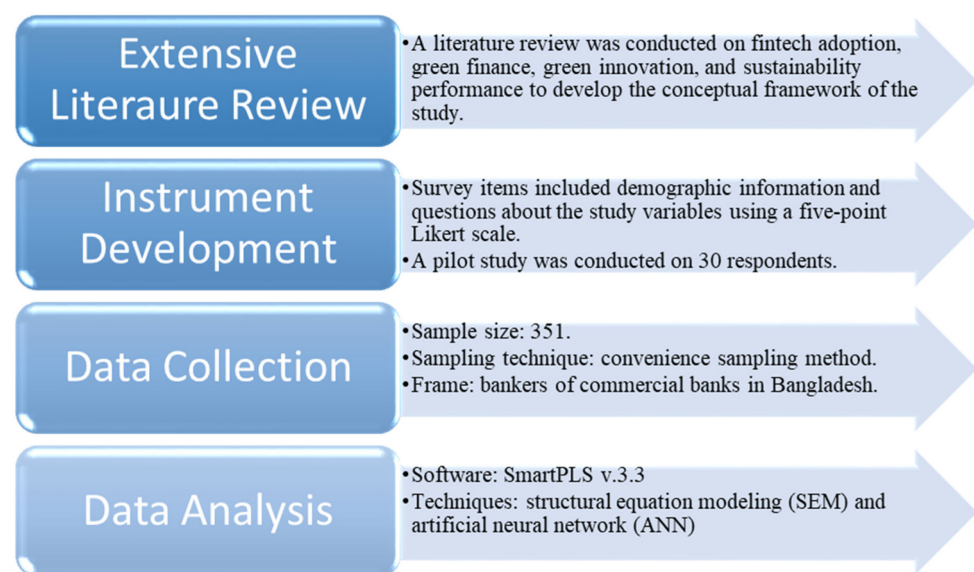 Extensive
Literaure Review
•A literature review was conducted on fintech adoption,
green finance, green innovation, and sustainability
performance to develop the conceptual framework of the
study.
Instrument
Development
•Survey items included demographic information and
questions about the study variables using a five-point
Likert scale.
•A pilot study was conducted on 30 respondents.
Data Collection
•Sample size: 351.
•Sampling technique: convenience sampling method.
•Frame: bankers of commercial banks in Bangladesh.
Data Analysis
•Software: SmartPLS v.3.3
•Techniques: structural equation modeling (SEM) and
artificial neural network (ANN)